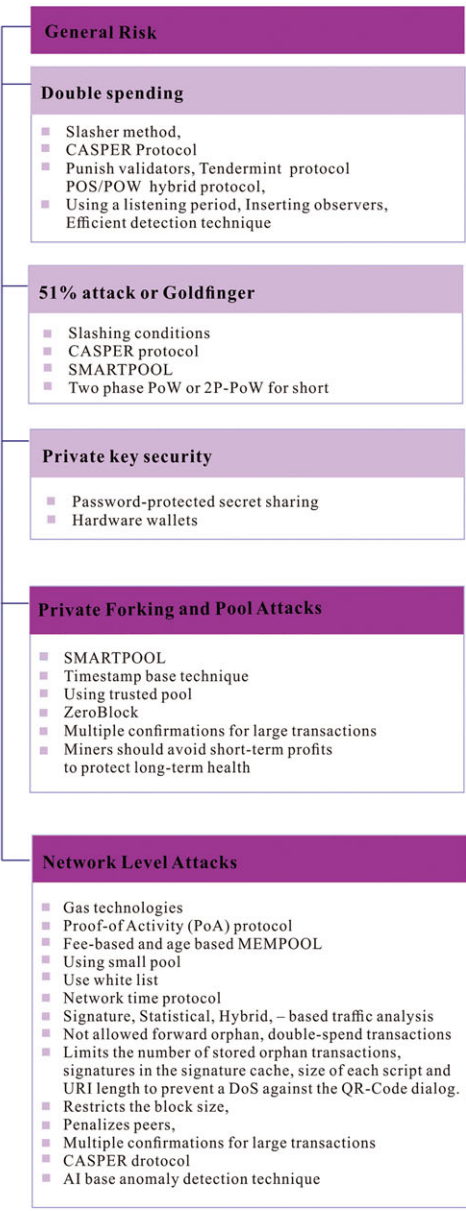 General Risk
Double spending
Slasher method,
CASPER Protocol
Punish validators, Tendermint protocol
POS/POW hybrid protocol,
Using a listening period, Inserting observers,
Efficient detection technique
51% attack or Goldfinger
Slashing conditions
CASPER protocol
SMARTPOOL
Two phase PoW or 2P-PoW for short
Private key security
Password-protected secret sharing
Hardware wallets
Private Forking and Pool Attacks
SMARTPOOL
Timestamp base technique
Using trusted pool
ZeroBlock
Multiple confirmations for large transactions
Miners should avoid short-term profits
to protect long-term health
Network Level Attacks
Gas technologies
Proof-of Activity (PoA) protocol
Fee-based and age based MEMPOOL
Using small pool
Use white list
Network time protocol
Signature, Statistical, Hybrid, – based traffic analysis
Not allowed forward orphan, double-spend transactions
Limits the number of stored orphan transactions,
signatures in the signature cache, size of each script and
URI length to prevent a DoS against the QR-Code dialog.
Restricts the block size,
Penalizes peers,
Multiple confirmations for large transactions
CASPER drotocol
AI base anomaly detection technique